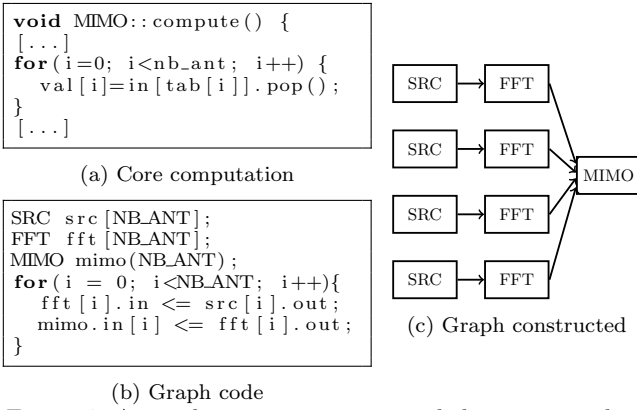 void MIMO::compute() {
[...]
for(i=0; i<nb_ant; i++) {
val[i]=in[tab[i]].pop();
}
[...]
(a) Core computation
SRC src[NB_ANT];
FFT fft[NB_ANT];
MIMO mimo(NB_ANT);
for(i = 0; i<NB_ANT; i++){
fft[i].in <= src[i].out;
mimo.in[i] <= fft[i].out;
}
(b) Graph code
SRC FFT
SRC FFT
MIMO
SRC FFT
SRC FFT
(c) Graph constructed